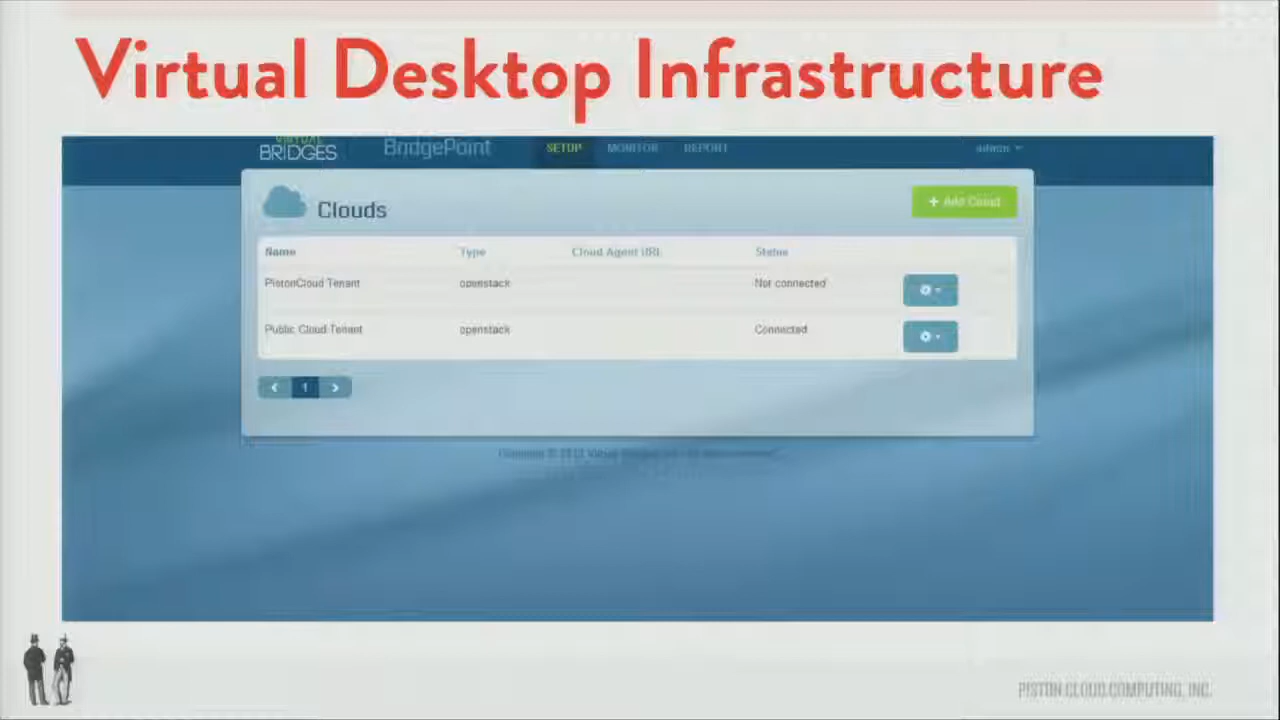 Virtual Desktop Infrastructure
VIRTUAL
BRIDGES
BridgePoint
SETUP MONITOR REPORT
admin
Clouds
+ Add Cloud
Name Type Cloud Agent URL Status
PistonCloud Tenant openstack Not connected
Public Cloud Tenant openstack Connected
1
PISTON CLOUD COMPUTING, INC.